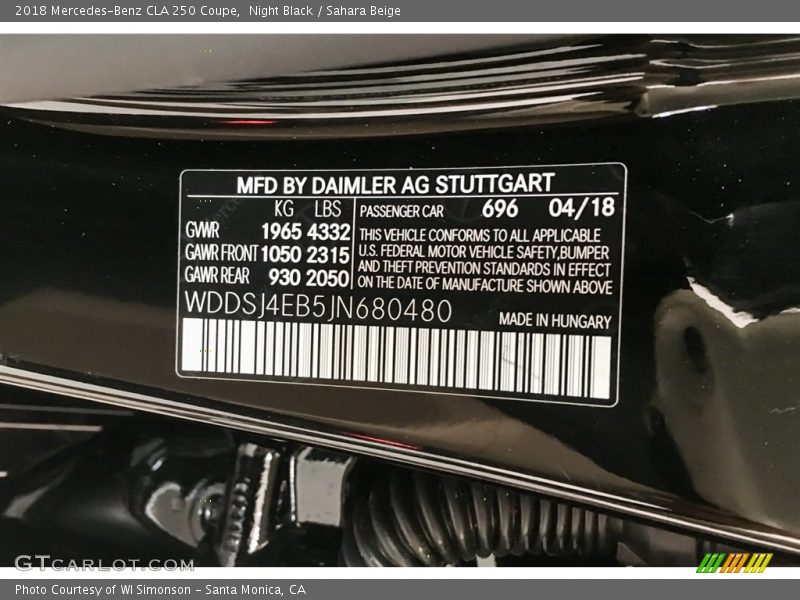 2018 Mercedes-Benz CLA 250 Coupe,  Night Black / Sahara Beige
MFD BY DAIMLER AG STUTTGART
KG LBS
GWR 1965 4332
GAWR FRONT 1050 2315
GAWR REAR 930 2050
PASSENGER CAR 696 04/18
THIS VEHICLE CONFORMS TO ALL APPLICABLE
U.S. FEDERAL MOTOR VEHICLE SAFETY,BUMPER
AND THEFT PREVENTION STANDARDS IN EFFECT
ON THE DATE OF MANUFACTURE SHOWN ABOVE
WDDSJ4EB5JN680480
MADE IN HUNGARY
GTCARLOT.COM
Photo Courtesy of WI Simonson - Santa Monica, CA